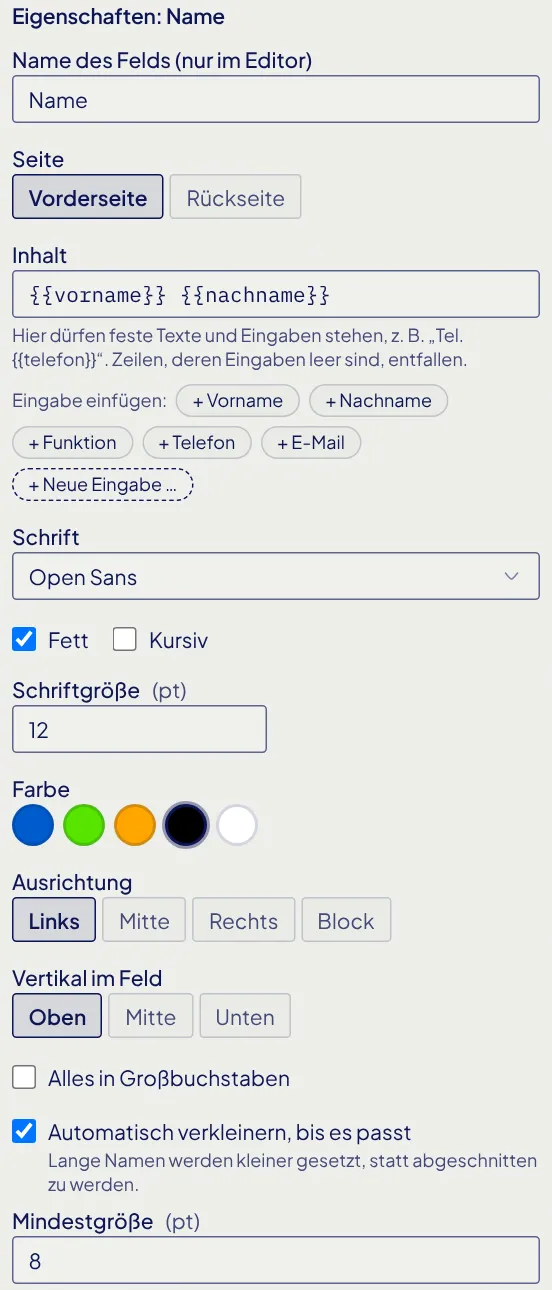 Eigenschaften: Name
Name des Felds (nur im Editor)
Name
Seite
Vorderseite Rückseite
Inhalt
{{vorname}} {{nachname}}
Hier dürfen feste Texte und Eingaben stehen, z. B. „Tel.
{{telefon}}“. Zeilen, deren Eingaben leer sind, entfallen.
Eingabe einfügen: + Vorname + Nachname
+ Funktion + Telefon + E-Mail
+ Neue Eingabe ...
Schrift
Open Sans
Fett Kursiv
Schriftgröße (pt)
12
Farbe
Ausrichtung
Links Mitte Rechts Block
Vertikal im Feld
Oben Mitte Unten
Alles in Großbuchstaben
Automatisch verkleinern, bis es passt
Lange Namen werden kleiner gesetzt, statt abgeschnitten
zu werden.
Mindestgröße (pt)
8